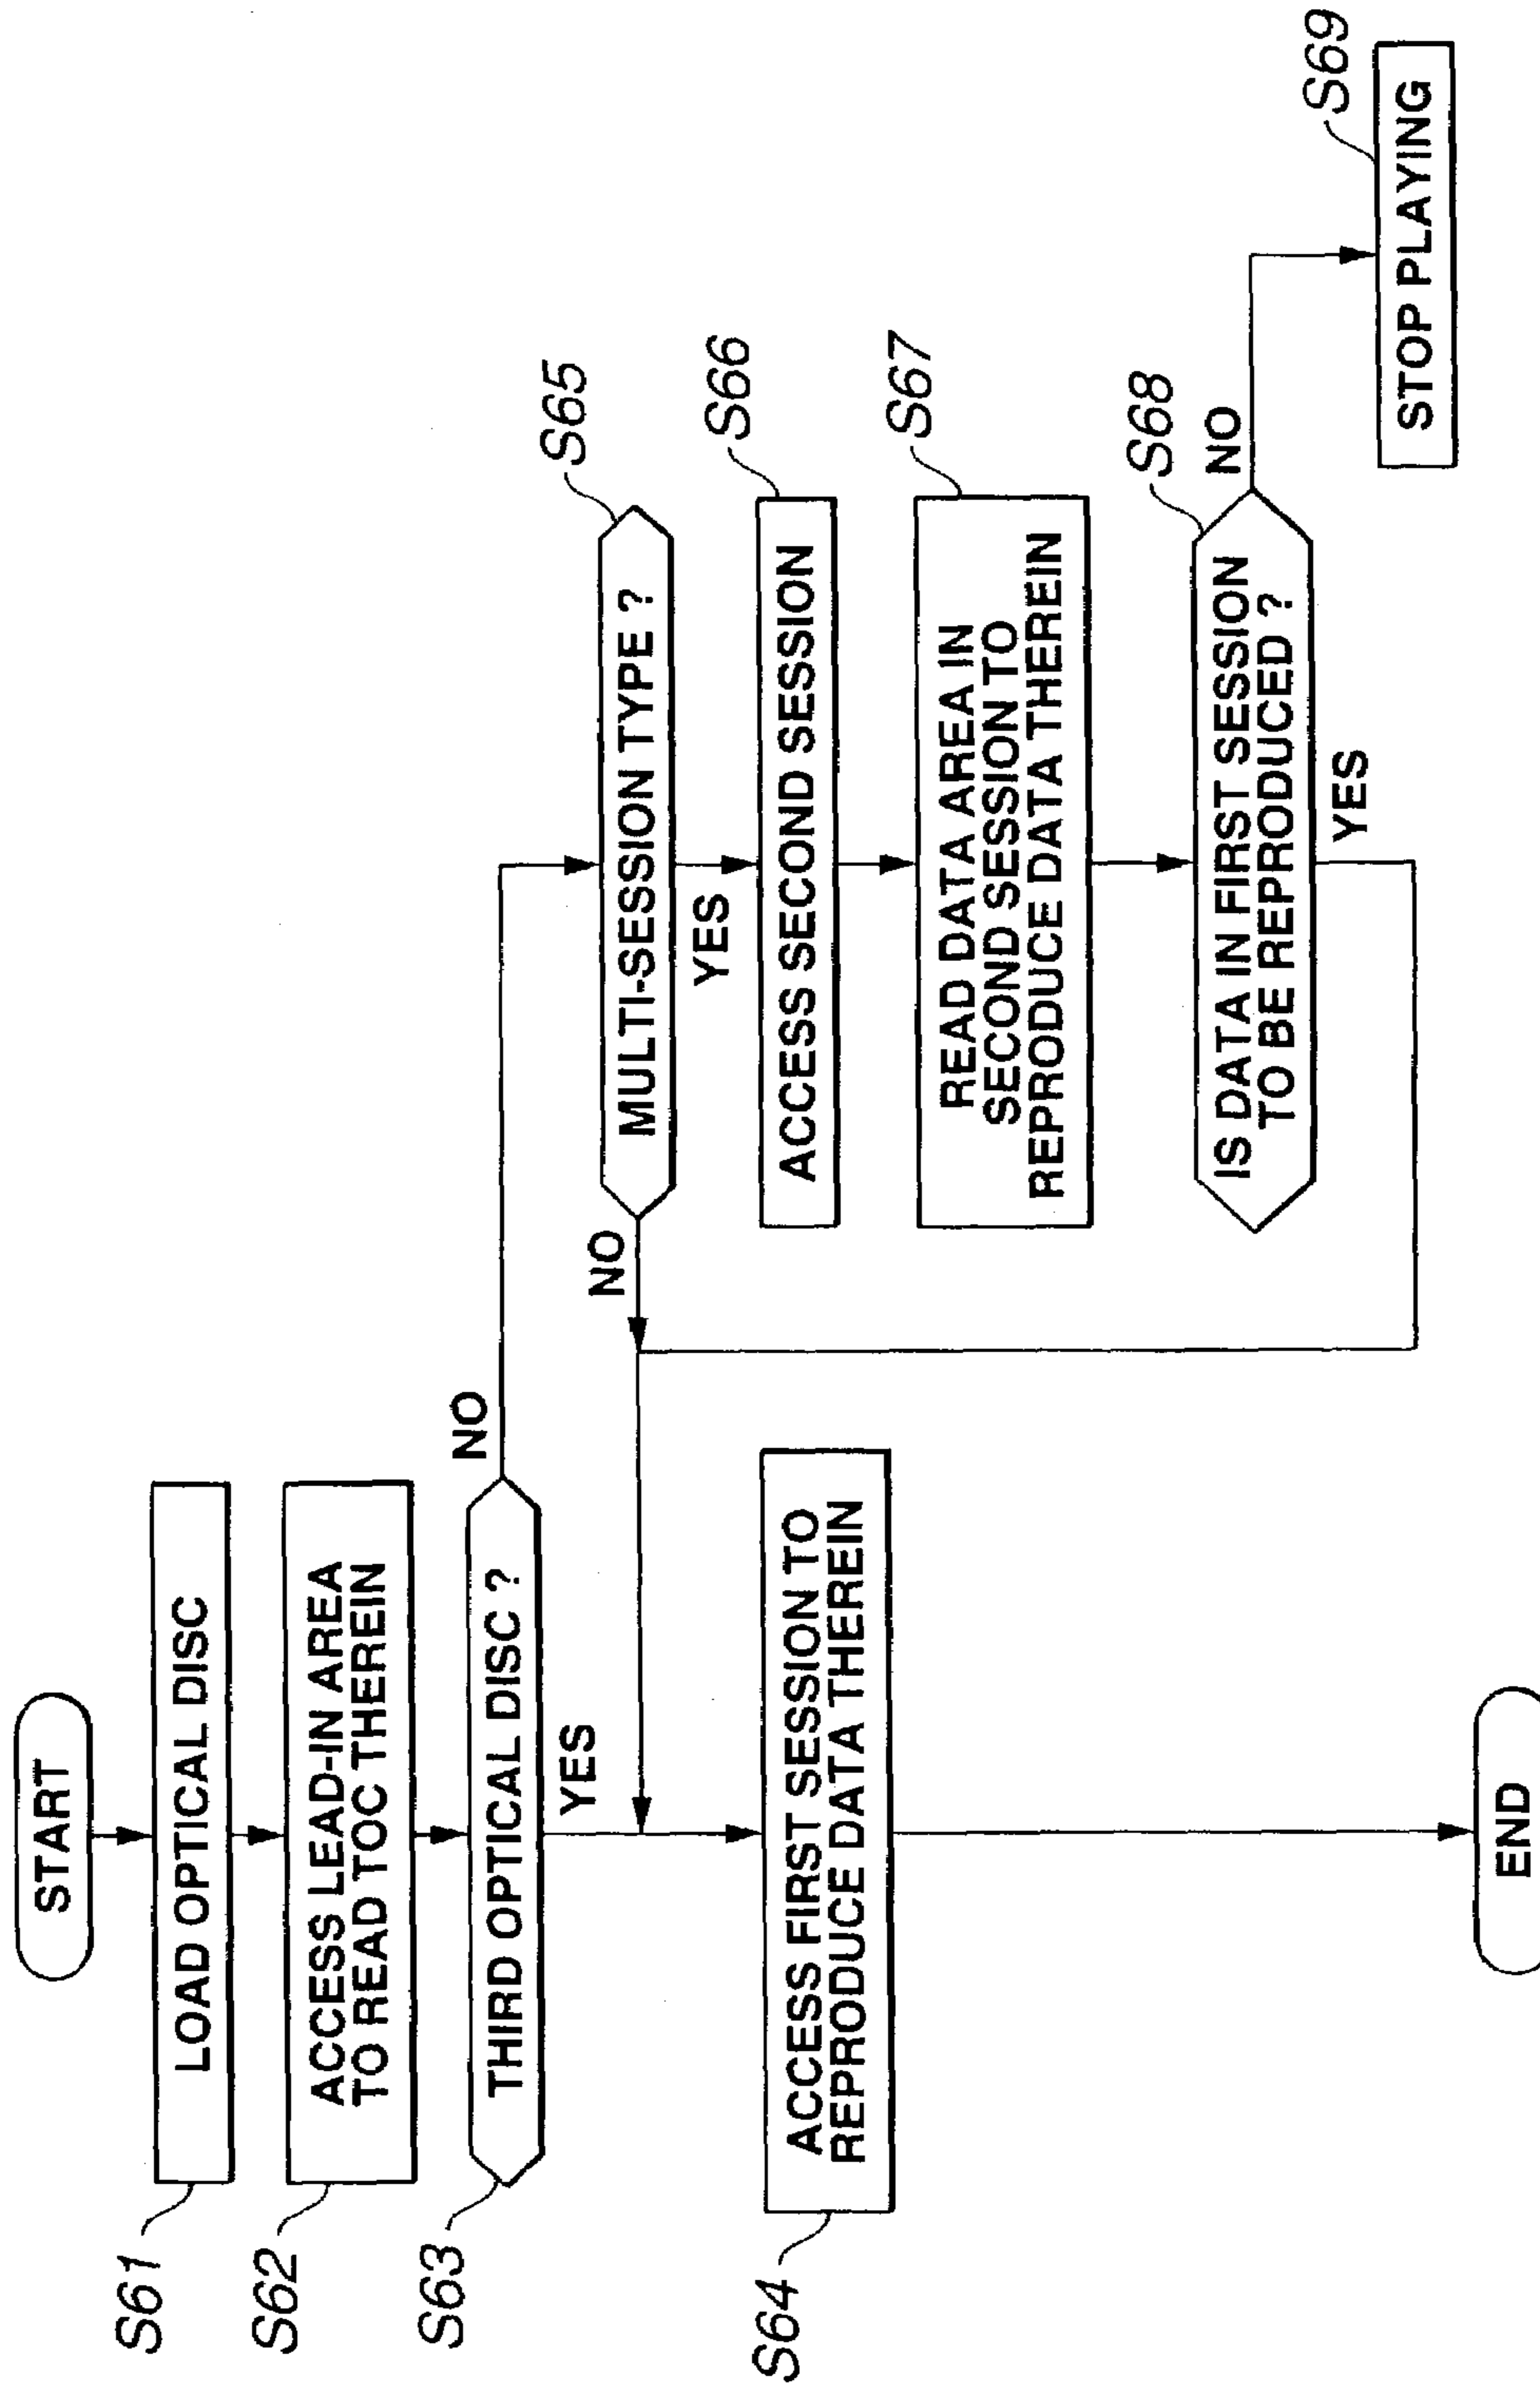 START
S61
LOAD OPTICAL DISC
S62
ACCESS LEAD-IN AREA
TO READ TOC THEREIN
S63
THIRD OPTICAL DISC ?
NO
YES
S64
ACCESS FIRST SESSION TO
REPRODUCE DATA THEREIN
END
S65
MULTI-SESSION TYPE ?
NO
YES
S66
ACCESS SECOND SESSION
S67
READ DATA AREA IN
SECOND SESSION TO
REPRODUCE DATA THEREIN
S68
IS DATA IN FIRST SESSION
TO BE REPRODUCED ?
NO
YES
S69
STOP PLAYING